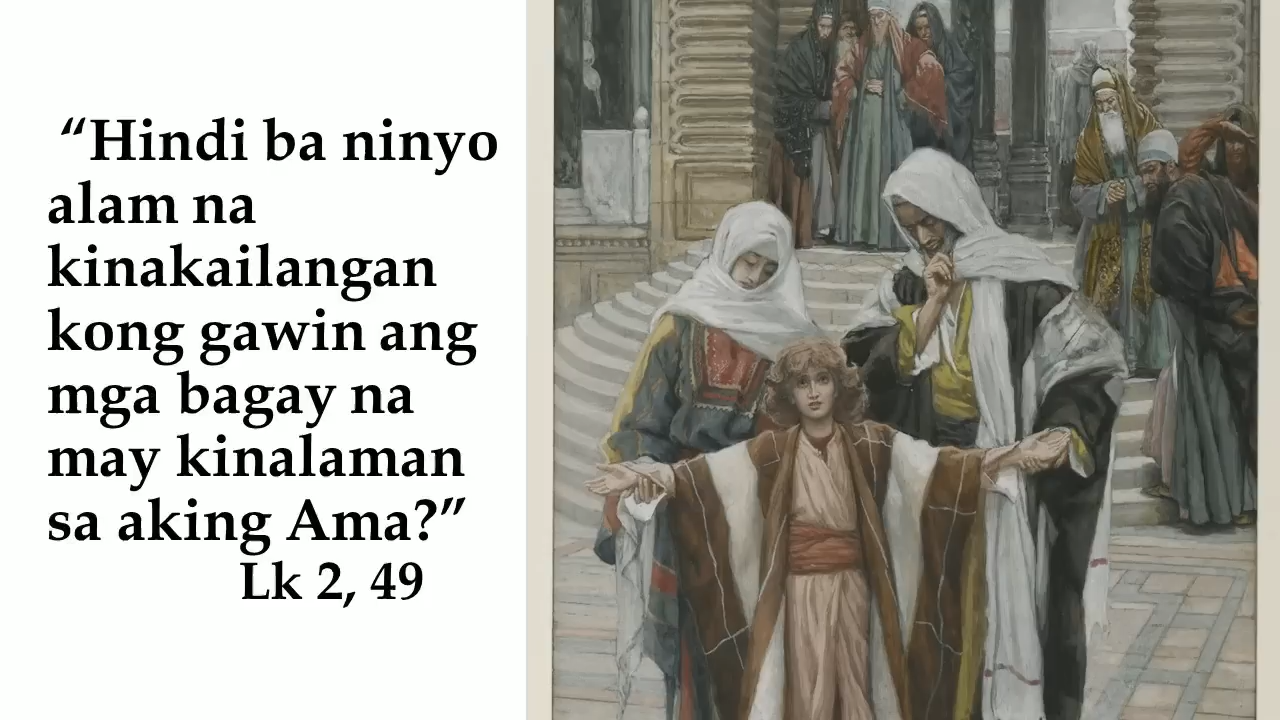 “Hindi ba ninyo
alam na
kinakailangan
kong gawin ang
mga bagay na
may kinalaman
sa aking Ama?”
Lk 2, 49